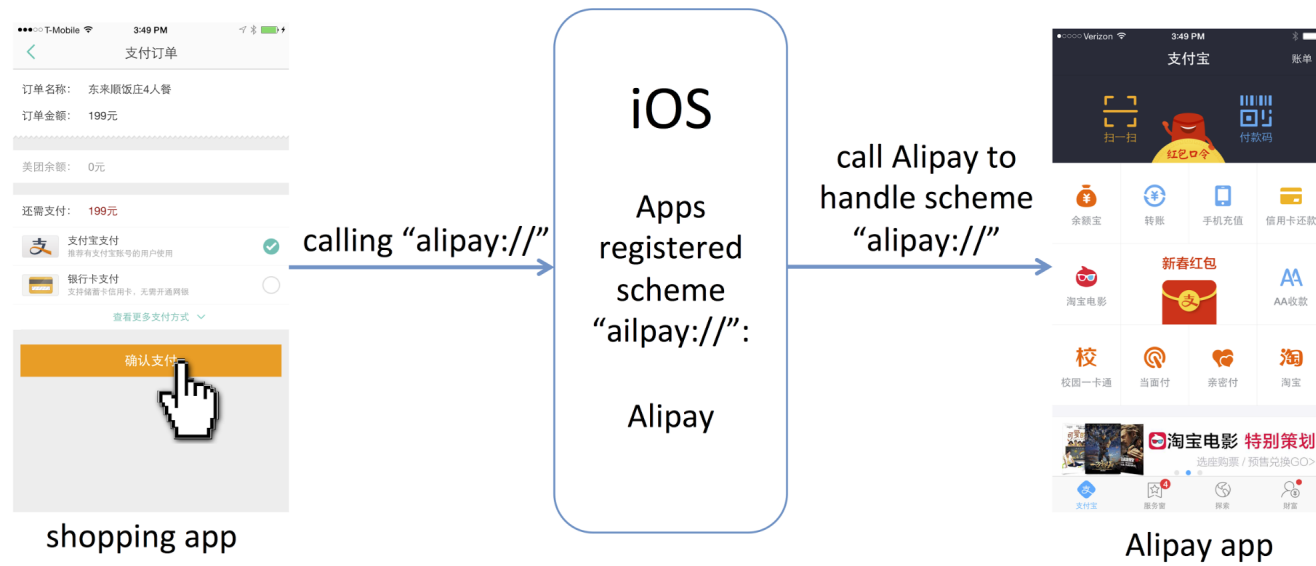 T-Mobile
3:49 PM
支付订单
订单名称: 东来顺饭庄4人餐
订单金额: 199元
美团余额: 0元
还需支付: 199元
支
支付宝支付
推荐有支付宝账号的用户使用
银行卡支付
支持储蓄卡信用卡，无需开通网银
查看更多支付方式
确认支付
shopping app
calling “alipay://”
iOS
Apps
registered
scheme
“ailpay://”:
Alipay
call Alipay to
handle scheme
“alipay://”
Verizon
3:49 PM
支付宝
账单
扫一扫
红包口令
付款码
余额宝
转账
手机充值
信用卡还款
淘宝电影
新春红包
支
AA
AA收款
校
校园一卡通
当面付
亲密付
淘
淘宝
淘宝电影 特别策划
选座购票 / 预售兑换GO>
支
支付宝
4
服务窗
探索
财富
Alipay app